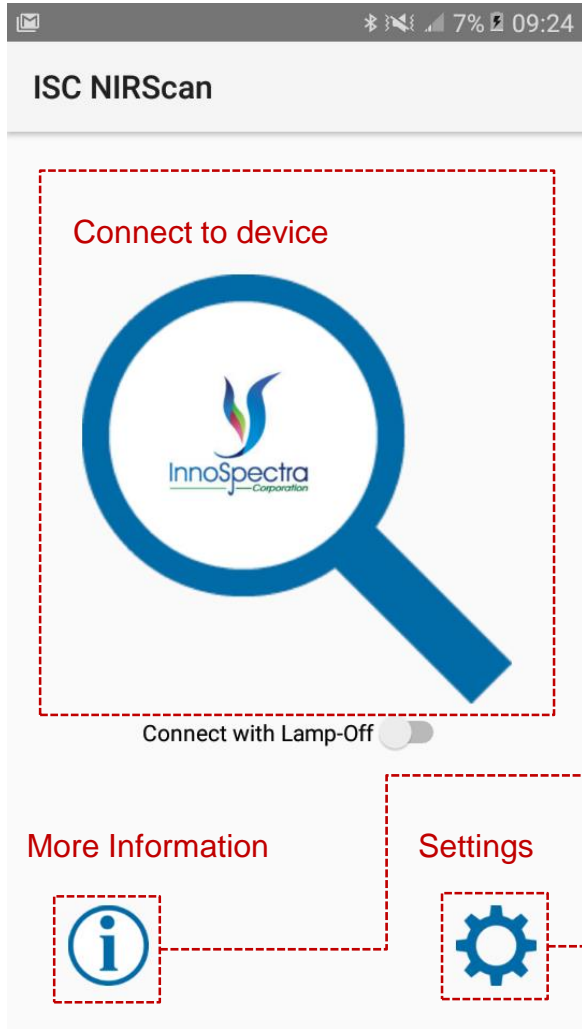 7% 09:24
ISC NIRScan
Connect to device
InnoSpectra
Corporation
Connect with Lamp-Off
More Information
Settings